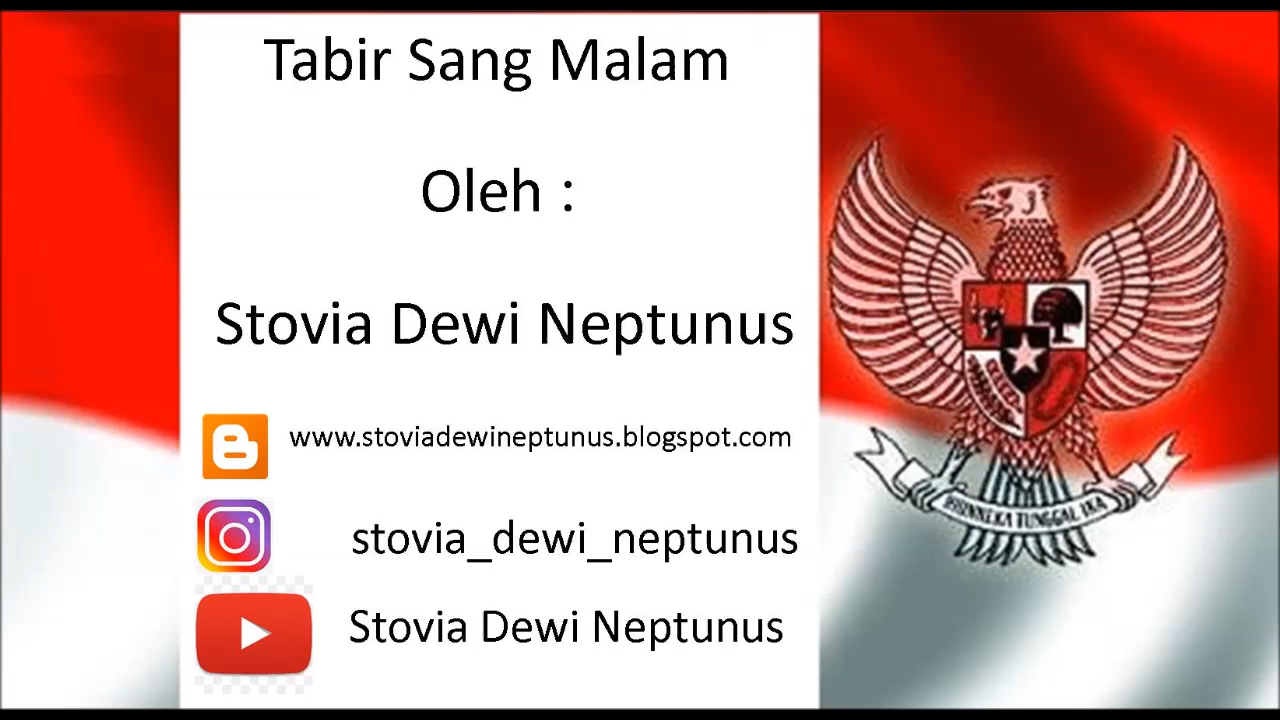 Tabir Sang Malam
Oleh :
Stovia Dewi Neptunus
www.stoviadewineptunus.blogspot.com
stovia_dewi_neptunus
Stovia Dewi Neptunus
BHINNEKA TUNGGAL IKA